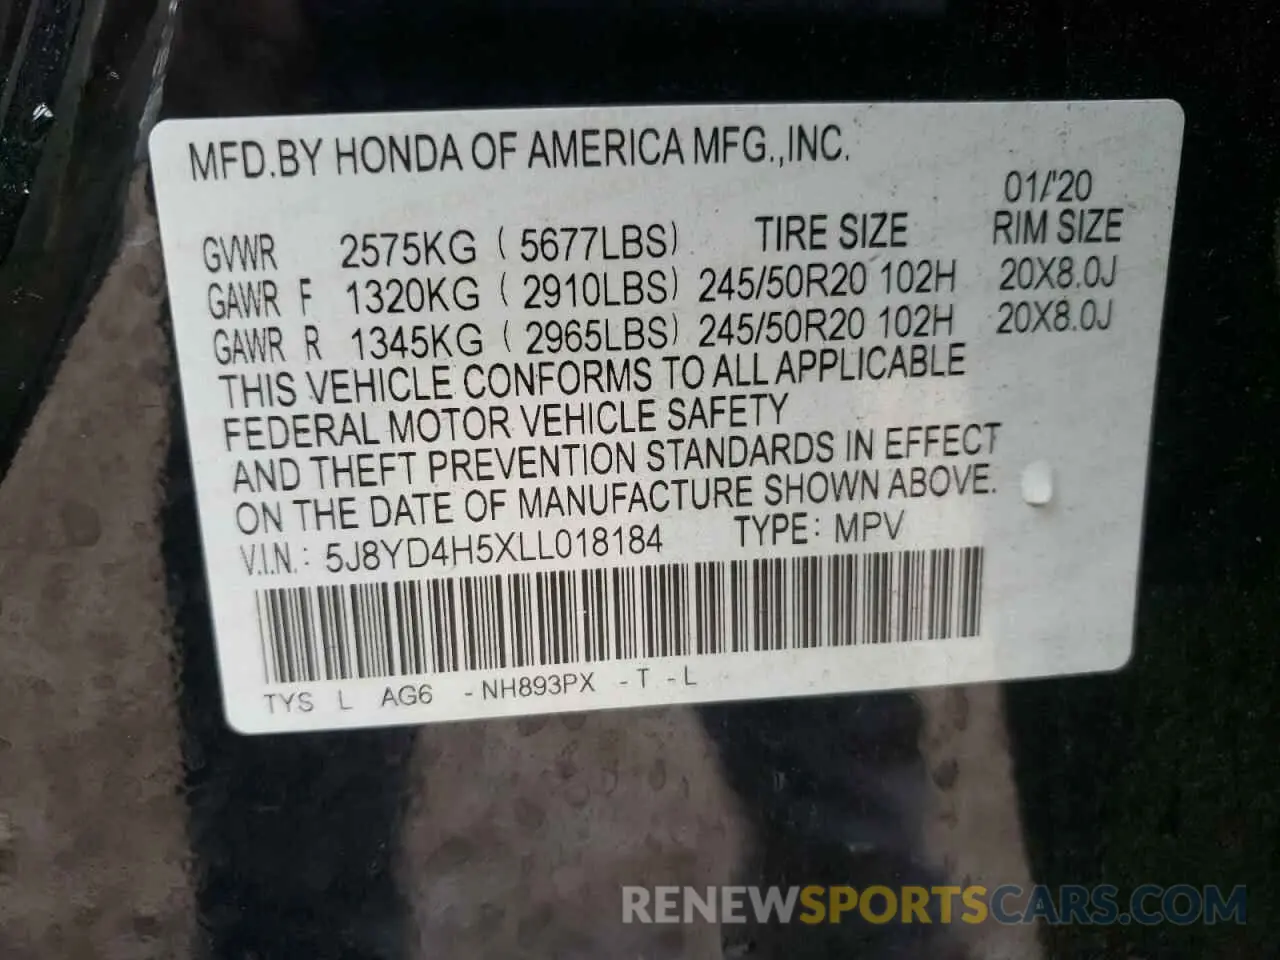 MFD.BY HONDA OF AMERICA MFG.,INC.
01/'20
GVWR 2575KG ( 5677LBS) TIRE SIZE RIM SIZE
GAWR F 1320KG ( 2910LBS) 245/50R20 102H 20X8.0J
GAWR R 1345KG ( 2965LBS) 245/50R20 102H 20X8.0J
THIS VEHICLE CONFORMS TO ALL APPLICABLE
FEDERAL MOTOR VEHICLE SAFETY
AND THEFT PREVENTION STANDARDS IN EFFECT
ON THE DATE OF MANUFACTURE SHOWN ABOVE.
V.I.N.: 5J8YD4H5XLL018184 TYPE: MPV
TYS L AG6 -NH893PX -T -L
RENEWSPORTSCARS.COM